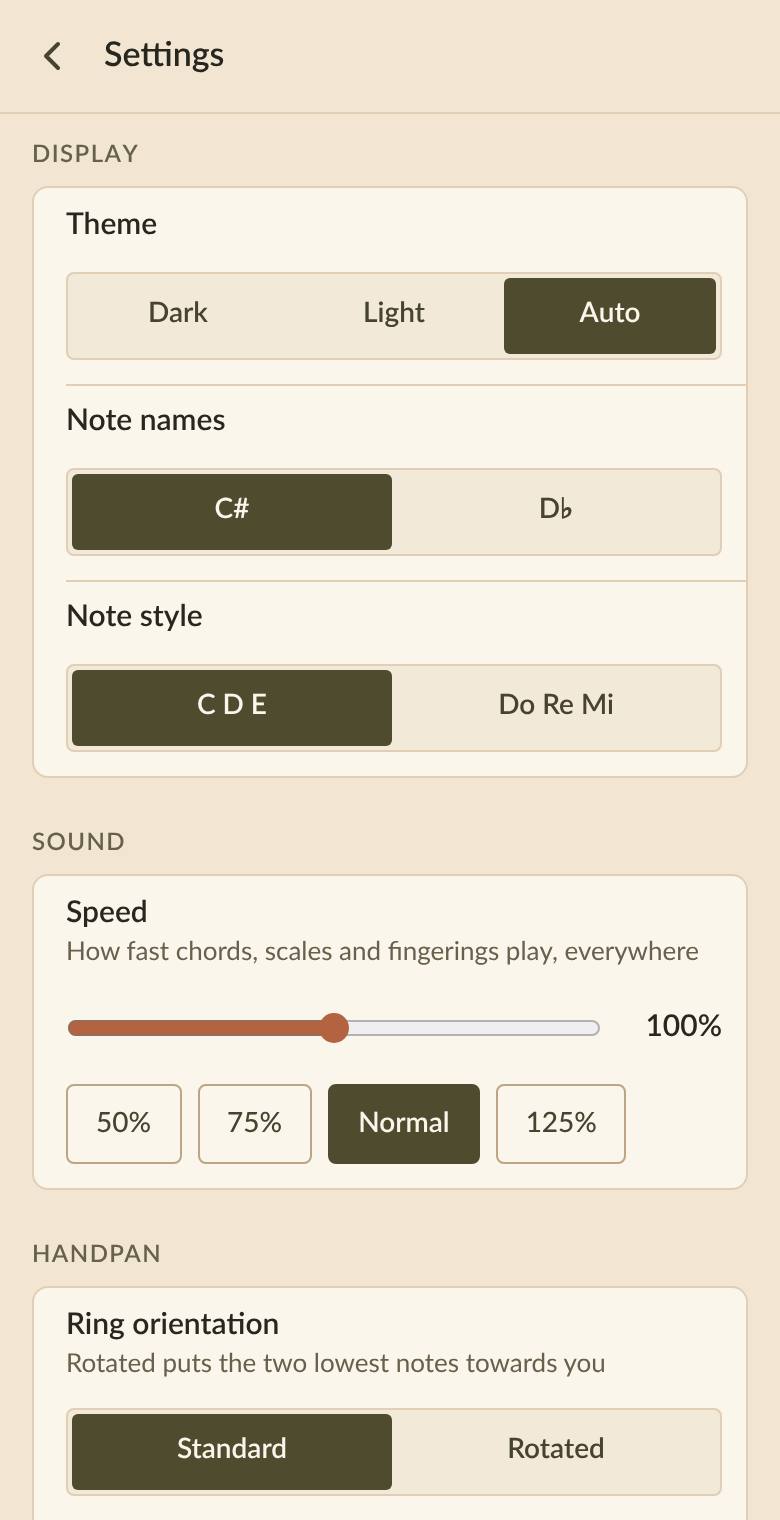 Settings
DISPLAY
Theme
Dark Light Auto
Note names
C# D♭
Note style
C D E Do Re Mi
SOUND
Speed
How fast chords, scales and fingerings play, everywhere
100%
50% 75% Normal 125%
HANDPAN
Ring orientation
Rotated puts the two lowest notes towards you
Standard Rotated